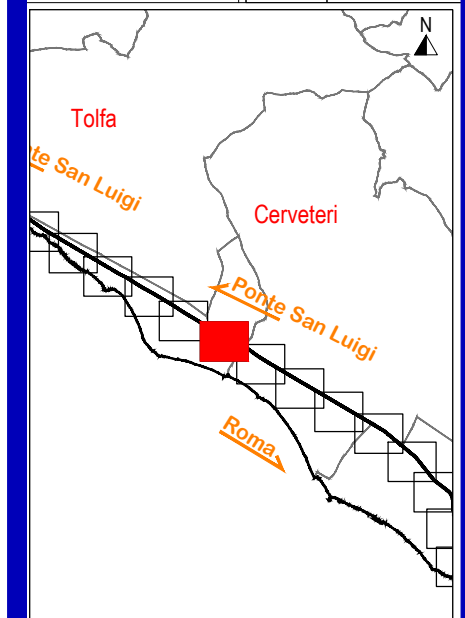 N
Tolfa
nte San Luigi
Cerveteri
Ponte San Luigi
Roma